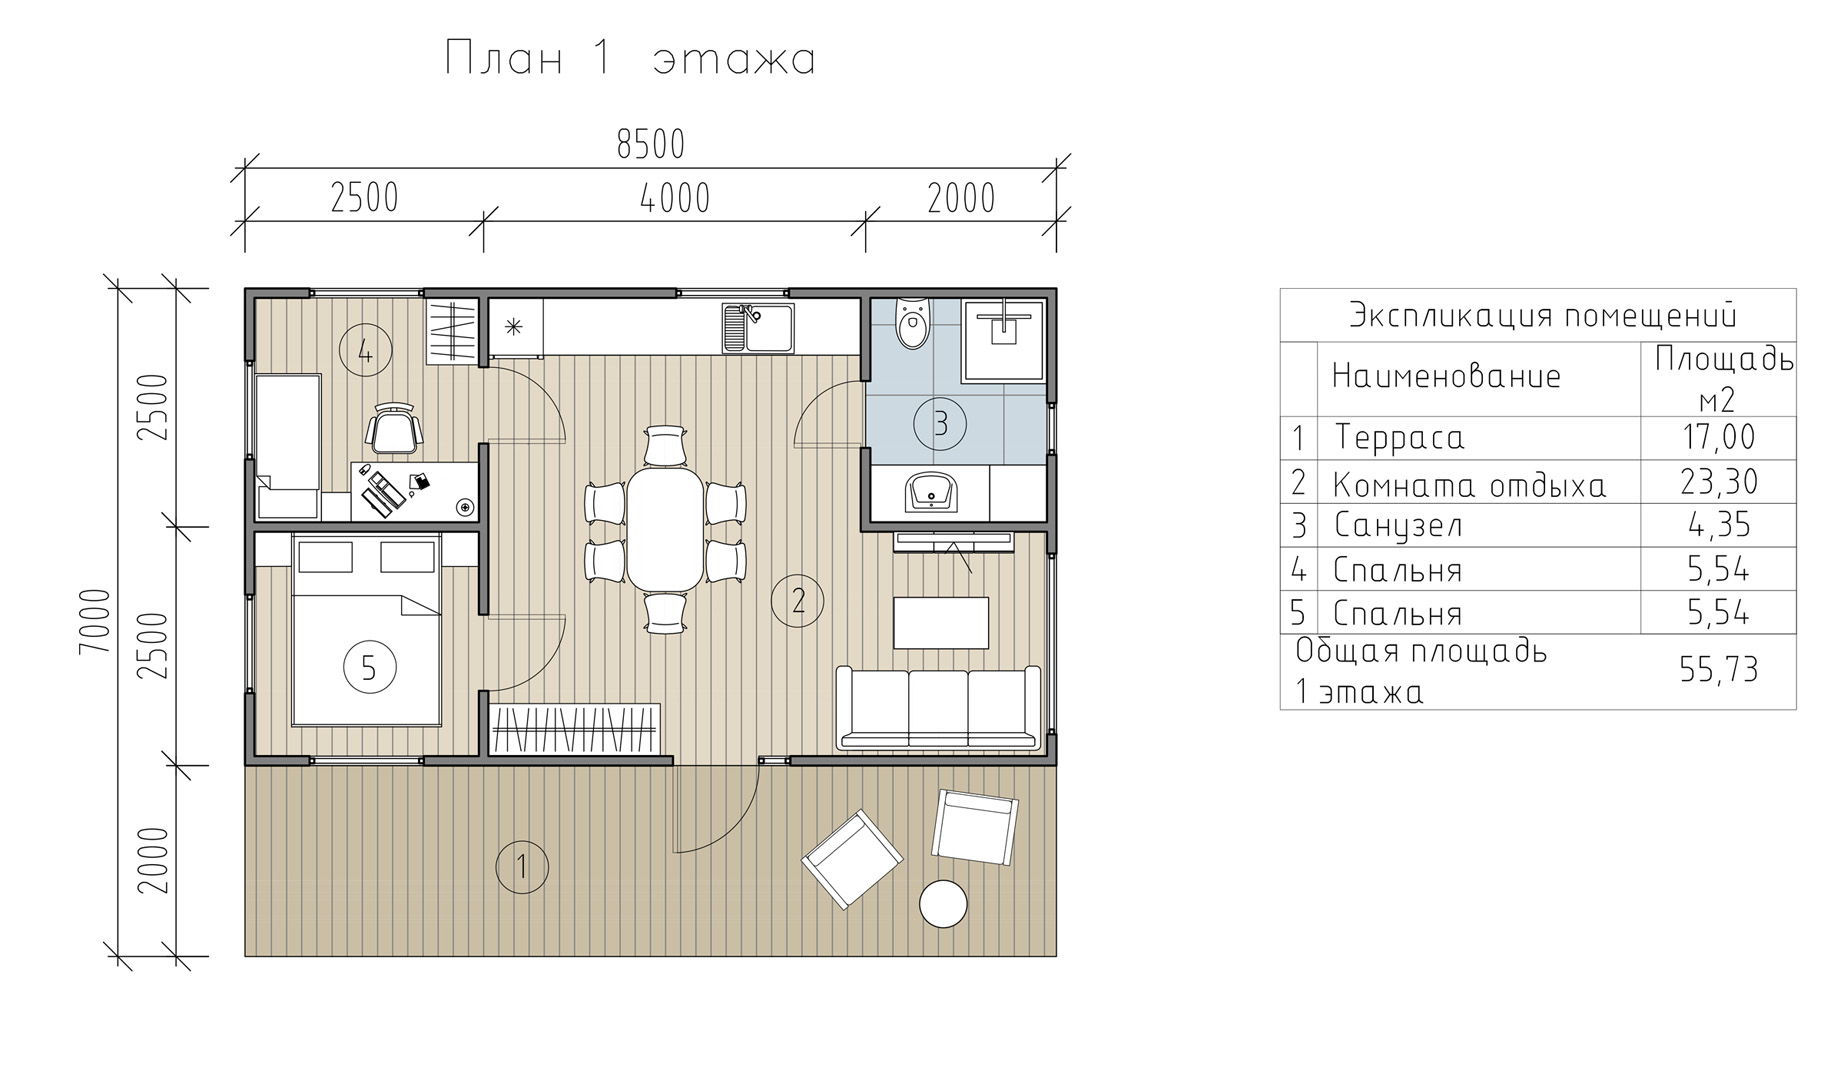 План 1 этажа
8500
2500 4000 2000
7000
2500
2500
2000
4
3
2
5
1
Экспликация помещений
Наименование Площадь
м2
1 Терраса 17,00
2 Комната отдыха 23,30
3 Санузел 4,35
4 Спальня 5,54
5 Спальня 5,54
Общая площадь
1 этажа 55,73